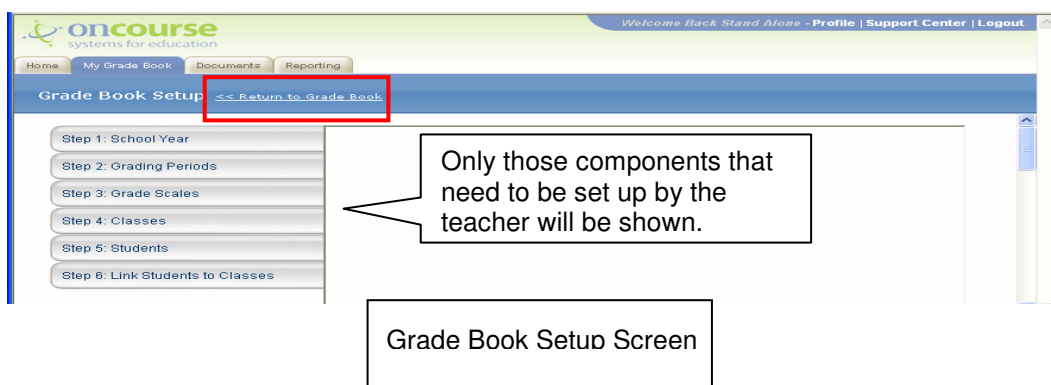 oncourse
systems for education
Welcome Back Stand Alone - Profile | Support Center | Logout
Home My Grade Book Documents Reporting
Grade Book Setup << Return to Grade Book
Step 1: School Year
Step 2: Grading Periods
Step 3: Grade Scales
Step 4: Classes
Step 5: Students
Step 6: Link Students to Classes
Only those components that
need to be set up by the
teacher will be shown.
Grade Book Setup Screen